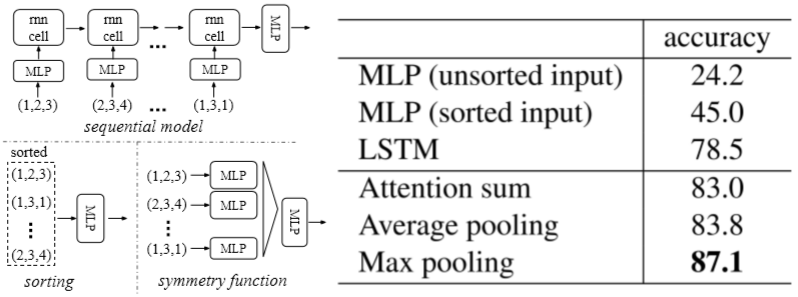 rnn cell rnn cell rnn cell MLP
...
MLP MLP MLP
(1,2,3) (2,3,4) ... (1,3,1)
sequential model
sorted
(1,2,3)
(1,3,1)
⋮
(2,3,4)
MLP
sorting
(1,2,3) MLP
(2,3,4) MLP
⋮
(1,3,1) MLP
MLP
symmetry function
accuracy
MLP (unsorted input) 24.2
MLP (sorted input) 45.0
LSTM 78.5
Attention sum 83.0
Average pooling 83.8
Max pooling 87.1